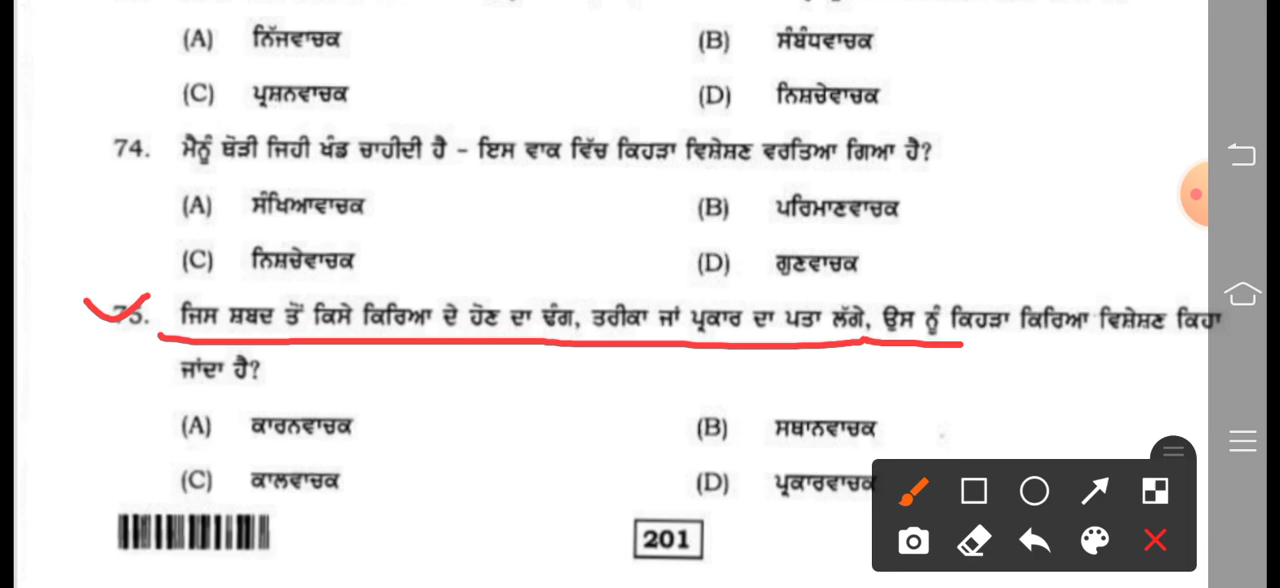 (A) ਨਿੱਜਵਾਚਕ (B) ਸੰਬੰਧਵਾਚਕ
(C) ਪ੍ਰਸ਼ਨਵਾਚਕ (D) ਨਿਸ਼ਚੇਵਾਚਕ
74. ਮੈਨੂੰ ਥੋੜੀ ਜਿਹੀ ਖੰਡ ਚਾਹੀਦੀ ਹੈ - ਇਸ ਵਾਕ ਵਿੱਚ ਕਿਹੜਾ ਵਿਸ਼ੇਸ਼ਣ ਵਰਤਿਆ ਗਿਆ ਹੈ?
(A) ਸੰਖਿਆਵਾਚਕ (B) ਪਰਿਮਾਣਵਾਚਕ
(C) ਨਿਸ਼ਚੇਵਾਚਕ (D) ਗੁਣਵਾਚਕ
75. ਜਿਸ ਸ਼ਬਦ ਤੋਂ ਕਿਸੇ ਕਿਰਿਆ ਦੇ ਹੋਣ ਦਾ ਢੰਗ, ਤਰੀਕਾ ਜਾਂ ਪ੍ਰਕਾਰ ਦਾ ਪਤਾ ਲੱਗੇ, ਉਸ ਨੂੰ ਕਿਹੜਾ ਕਿਰਿਆ ਵਿਸ਼ੇਸ਼ਣ ਕਿਹਾ
ਜਾਂਦਾ ਹੈ?
(A) ਕਾਰਨਵਾਚਕ (B) ਸਥਾਨਵਾਚਕ
(C) ਕਾਲਵਾਚਕ (D) ਪ੍ਰਕਾਰਵਾਚਕ
201